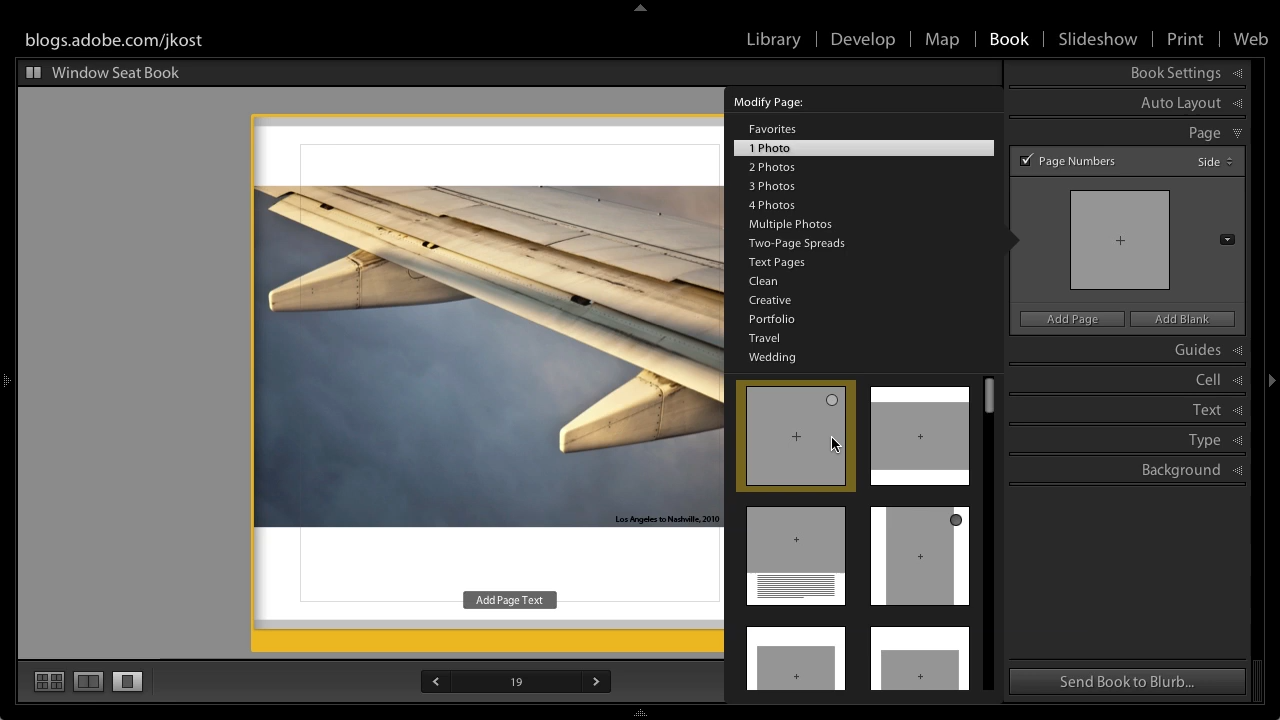 blogs.adobe.com/jkost
Library | Develop | Map | Book | Slideshow | Print | Web
Window Seat Book
Book Settings
Auto Layout
Page
Page Numbers
Side
Add Page
Add Blank
Guides
Cell
Text
Type
Background
Send Book to Blurb...
Modify Page:
Favorites
1 Photo
2 Photos
3 Photos
4 Photos
Multiple Photos
Two-Page Spreads
Text Pages
Clean
Creative
Portfolio
Travel
Wedding
Los Angeles to Nashville, 2010
Add Page Text
19